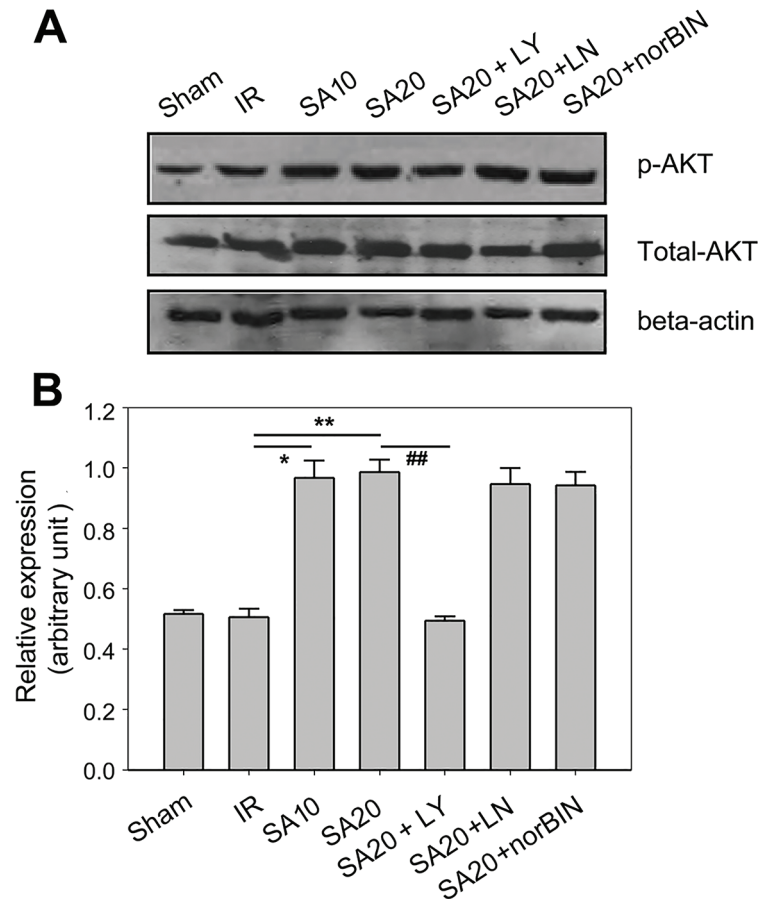 A
Sham IR SA10 SA20 SA20 + LY SA20+LN SA20+norBIN
p-AKT
Total-AKT
beta-actin
B
Relative expression
(arbitrary unit )
1.2
1.0
0.8
0.6
0.4
0.2
0.0
**
*
##
Sham IR SA10 SA20 SA20 + LY SA20+LN SA20+norBIN